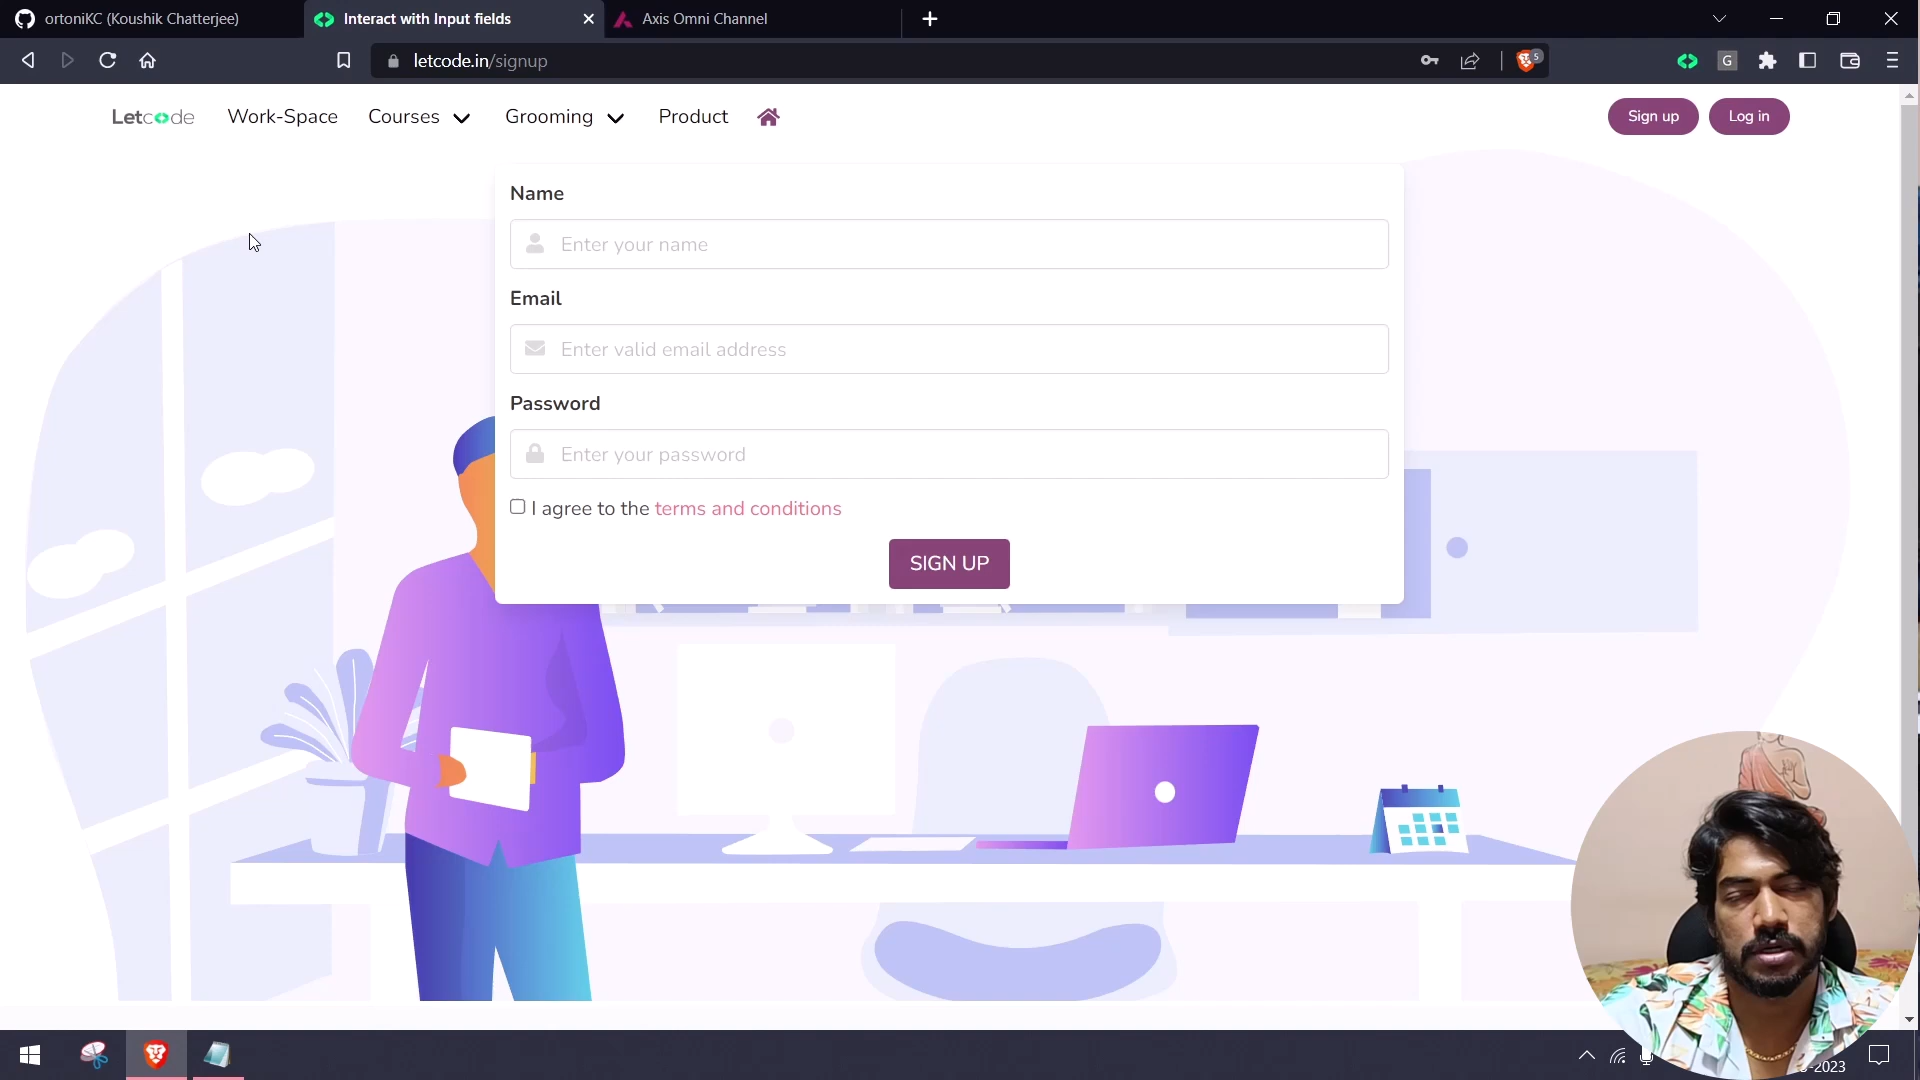 ortoniKC (Koushik Chatterjee)
Interact with Input fields
Axis Omni Channel
letcode.in/signup
5
G
Letcode
Work-Space
Courses
Grooming
Product
Sign up
Log in
Name
Enter your name
Email
Enter valid email address
Password
Enter your password
I agree to the terms and conditions
SIGN UP
-2023